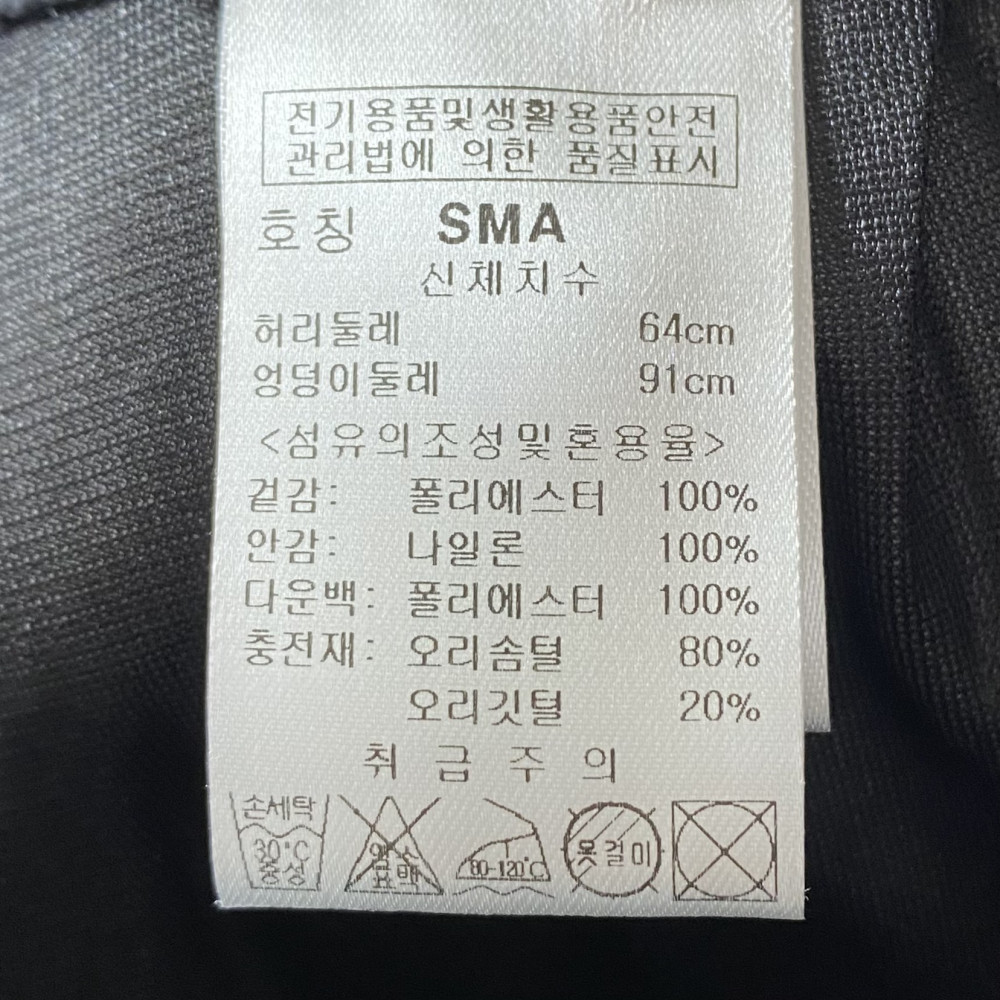 전기용품및생활용품안전
관리법에 의한 품질표시
호칭 SMA
신체치수
허리둘레 64cm
엉덩이둘레 91cm
<섬유의조성및혼용율>
겉감: 폴리에스터 100%
안감: 나일론 100%
다운백: 폴리에스터 100%
충전재: 오리솜털 80%
오리깃털 20%
취급주의
손세탁
30℃
중성
염소
표백
80-120℃
옷걸이